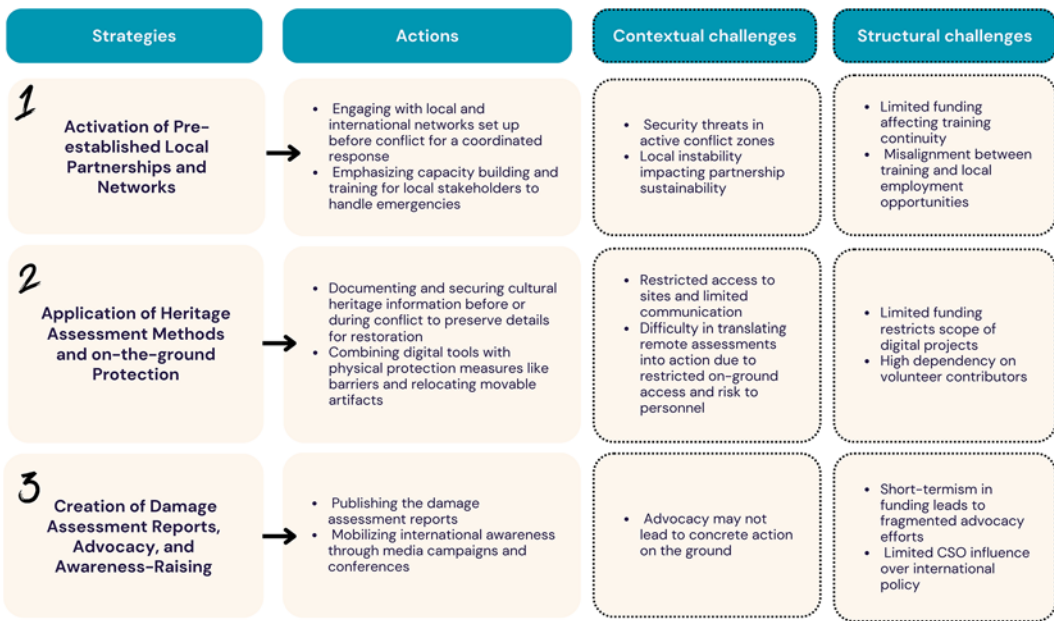 Strategies
Actions
Contextual challenges
Structural challenges
1
Activation of Pre-
established Local
Partnerships and
Networks
• Engaging with local and
international networks set up
before conflict for a coordinated
response
• Emphasizing capacity building and
training for local stakeholders to
handle emergencies
• Security threats in
active conflict zones
• Local instability
impacting partnership
sustainability
• Limited funding
affecting training
continuity
• Misalignment between
training and local
employment
opportunities
2
Application of Heritage
Assessment Methods
and on-the-ground
Protection
• Documenting and securing cultural
heritage information before or
during conflict to preserve details
for restoration
• Combining digital tools with
physical protection measures like
barriers and relocating movable
artifacts
• Restricted access to
sites and limited
communication
• Difficulty in translating
remote assessments
into action due to
restricted on-ground
access and risk to
personnel
• Limited funding
restricts scope of
digital projects
• High dependency on
volunteer contributors
3
Creation of Damage
Assessment Reports,
Advocacy, and
Awareness-Raising
• Publishing the damage
assessment reports
• Mobilizing international awareness
through media campaigns and
conferences
• Advocacy may not
lead to concrete action
on the ground
• Short-termism in
funding leads to
fragmented advocacy
efforts
• Limited CSO influence
over international
policy